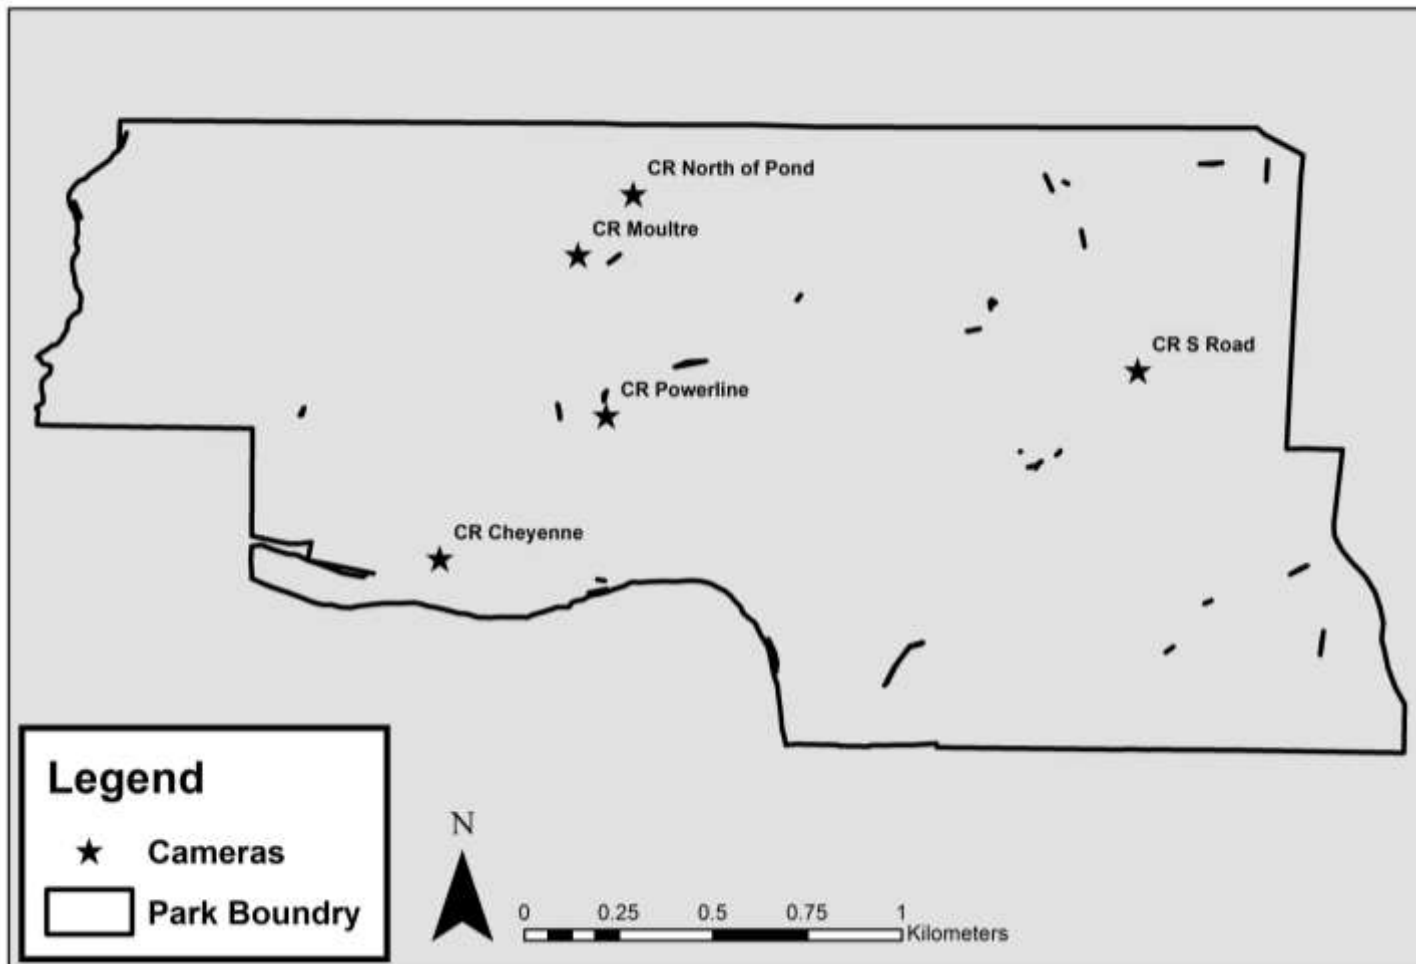 CR North of Pond
CR Moultre
CR S Road
CR Powerline
CR Cheyenne
Legend
Cameras
Park Boundry
N
0 0.25 0.5 0.75 1
Kilometers